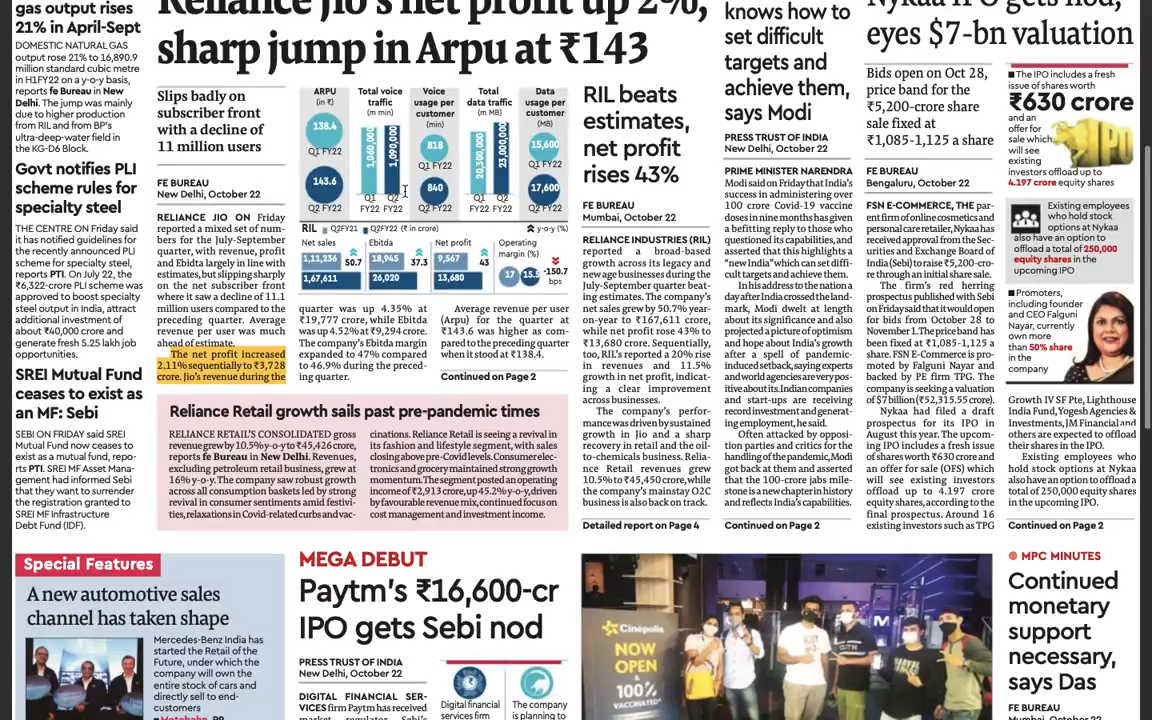 gas output rises
21% in April-Sept
DOMESTIC NATURAL GAS
output rose 21% to 16,890.9
million standard cubic metre
in H1FY22 on a y-o-y basis,
reports fe Bureau in New
Delhi. The jump was mainly
due to higher production
from RIL and from BP's
ultra-deep-water field in
the KG-D6 Block.
Govt notifies PLI
scheme rules for
specialty steel
THE CENTRE ON Friday said
it has notified guidelines for
the recently announced PLI
scheme for specialty steel,
reports PTI. On July 22, the
₹6,322-crore PLI scheme was
approved to boost specialty
steel output in India, attract
additional investment of
about ₹40,000 crore and
generate fresh 5.25 lakh job
opportunities.
SREI Mutual Fund
ceases to exist as
an MF: Sebi
SEBI ON FRIDAY said SREI
Mutual Fund now ceases to
exist as a mutual fund, repo-
rts PTI. SREI MF Asset Mana-
gement had informed Sebi
that they want to surrender
the registration granted to
SREI MF Infrastructure
Debt Fund (IDF).
Reliance Jio's net profit up 2%,
sharp jump in Arpu at ₹143
Slips badly on
subscriber front
with a decline of
11 million users
FE BUREAU
New Delhi, October 22
RELIANCE JIO ON Friday
reported a mixed set of num-
bers for the July-September
quarter, with revenue, profit
and Ebitda largely in line with
estimates, but slipping sharply
on the net subscriber front
where it saw a decline of 11.1
million users compared to the
preceding quarter. Average
revenue per user was much
ahead of estimate.
The net profit increased
2.11% sequentially to ₹3,728
crore. Jio's revenue during the
ARPU
(in ₹)
138.4
Q1 FY22
143.6
Q2 FY22
Total voice
traffic
(m min)
1,060,000
1,090,000
Q1 Q2
FY22 FY22
Voice
usage per
customer
(min)
818
Q1 FY22
840
Q2 FY22
Total
data traffic
(m MB)
20,300,000
23,000,000
Q1 Q2
FY22 FY22
Data
usage per
customer
(MB)
15,600
Q1 FY22
17,600
Q2 FY22
RIL Q2FY21 Q2FY22 (₹ in crore) y-o-y (%)
Net sales
1,11,236
50.7
1,67,611
Ebitda
18,945
37.3
26,020
Net profit
9,567
43
13,680
Operating
margin (%)
17 15.5
-150.7
bps
quarter was up 4.35% at
₹19,777 crore, while Ebitda
was up 4.52% at ₹9,294 crore.
The company's Ebitda margin
expanded to 47% compared
to 46.9% during the preced-
ing quarter.
Average revenue per user
(Arpu) for the quarter at
₹143.6 was higher as com-
pared to the preceding quarter
when it stood at ₹138.4.
Continued on Page 2
Reliance Retail growth sails past pre-pandemic times
RELIANCE RETAIL'S CONSOLIDATED gross
revenue grew by 10.5% y-o-y to ₹45,426 crore,
reports fe Bureau in New Delhi. Revenues,
excluding petroleum retail business, grew at
16% y-o-y. The company saw robust growth
across all consumption baskets led by strong
revival in consumer sentiments amid festivi-
ties, relaxations in Covid-related curbs and vac-
cinations. Reliance Retail is seeing a revival in
its fashion and lifestyle segment, with sales
closing above pre-Covid levels. Consumer elec-
tronics and grocery maintained strong growth
momentum. The segment posted an operating
income of ₹2,913 crore, up 45.2% y-o-y, driven
by favourable revenue mix, continued focus on
cost management and investment income.
RIL beats
estimates,
net profit
rises 43%
FE BUREAU
Mumbai, October 22
RELIANCE INDUSTRIES (RIL)
reported a broad-based
growth across its legacy and
new age businesses during the
July-September quarter beat-
ing estimates. The company's
net sales grew by 50.7% year-
on-year to ₹167,611 crore,
while net profit rose 43% to
₹13,680 crore. Sequentially,
too, RIL's reported a 20% rise
in revenues and 11.5%
growth in net profit, indicat-
ing a clear improvement
across businesses.
The company's perfor-
mance was driven by sustained
growth in Jio and a sharp
recovery in retail and the oil-
to-chemicals business. Relia-
nce Retail revenues grew
10.5% to ₹45,450 crore, while
the company's mainstay O2C
business is also back on track.
Detailed report on Page 4
knows how to
set difficult
targets and
achieve them,
says Modi
PRESS TRUST OF INDIA
New Delhi, October 22
PRIME MINISTER NARENDRA
Modi said on Friday that India's
success in administering over
100 crore Covid-19 vaccine
doses in nine months has given
a befitting reply to those who
questioned its capabilities, and
asserted that this highlights a
"new India" which can set diff-
icult targets and achieve them.
In his address to the nation a
day after India crossed the land-
mark, Modi dwelt at length
about its significance and also
projected a picture of optimism
and hope about India's growth
after a spell of pandemic-
induced setback, saying experts
and world agencies are very pos-
itive about its. Indian companies
and start-ups are receiving
record investment and generat-
ing employment, he said.
Often attacked by opposi-
tion parties and critics for the
handling of the pandemic, Modi
got back at them and asserted
that the 100-crore jabs mile-
stone is a new chapter in history
and reflects India's capabilities.
Continued on Page 2
Nykaa IPO gets nod,
eyes $7-bn valuation
Bids open on Oct 28,
price band for the
₹5,200-crore share
sale fixed at
₹1,085-1,125 a share
FE BUREAU
Bengaluru, October 22
FSN E-COMMERCE, THE par-
ent firm of online cosmetics and
personal care retailer, Nykaa has
received approval from the Sec-
urities and Exchange Board of
India (Sebi) to raise ₹5,200-cro-
re through an initial share sale.
The firm's red herring
prospectus published with Sebi
on Friday said that it would open
for bids from October 28 to
November 1. The price band has
been fixed at ₹1,085-1,125 a
share. FSN E-Commerce is pro-
moted by Falguni Nayar and
backed by PE firm TPG. The
company is seeking a valuation
of $7 billion (₹52,315.55 crore).
Nykaa had filed a draft
prospectus for its IPO in
August this year. The upcom-
ing IPO includes a fresh issue
of shares worth ₹630 crore and
an offer for sale (OFS) which
will see existing investors
offload up to 4.197 crore
equity shares, according to the
final prospectus. Around 16
existing investors such as TPG
The IPO includes a fresh
issue of shares worth
₹630 crore
and an
offer for
sale which
will see
existing
investors offload up to
4.197 crore equity shares
IPO
Existing employees
who hold stock
options at Nykaa
also have an option to
offload a total of 250,000
equity shares in the
upcoming IPO
Promoters,
including founder
and CEO Falguni
Nayar, currently
own more
than 50% share
in the
company
Growth IV SF Pte, Lighthouse
India Fund, Yogesh Agencies &
Investments, JM Financial and
others are expected to offload
their shares in the IPO.
Existing employees who
hold stock options at Nykaa
also have an option to offload a
total of 250,000 equity shares
in the upcoming IPO.
Continued on Page 2
Special Features
A new automotive sales
channel has taken shape
Mercedes-Benz India has
started the Retail of the
Future, under which the
company will own the
entire stock of cars and
directly sell to end-
customers
Motobahn, P9
MEGA DEBUT
Paytm's ₹16,600-cr
IPO gets Sebi nod
PRESS TRUST OF INDIA
New Delhi, October 22
DIGITAL FINANCIAL SER-
VICES firm Paytm has received
market regulator Sebi's
Digital financial
services firm
The company
is planning to
Cinépolis
NOW
OPEN
&
100%
VACCINATED
MPC MINUTES
Continued
monetary
support
necessary,
says Das
FE BUREAU
Mumbai, October 22